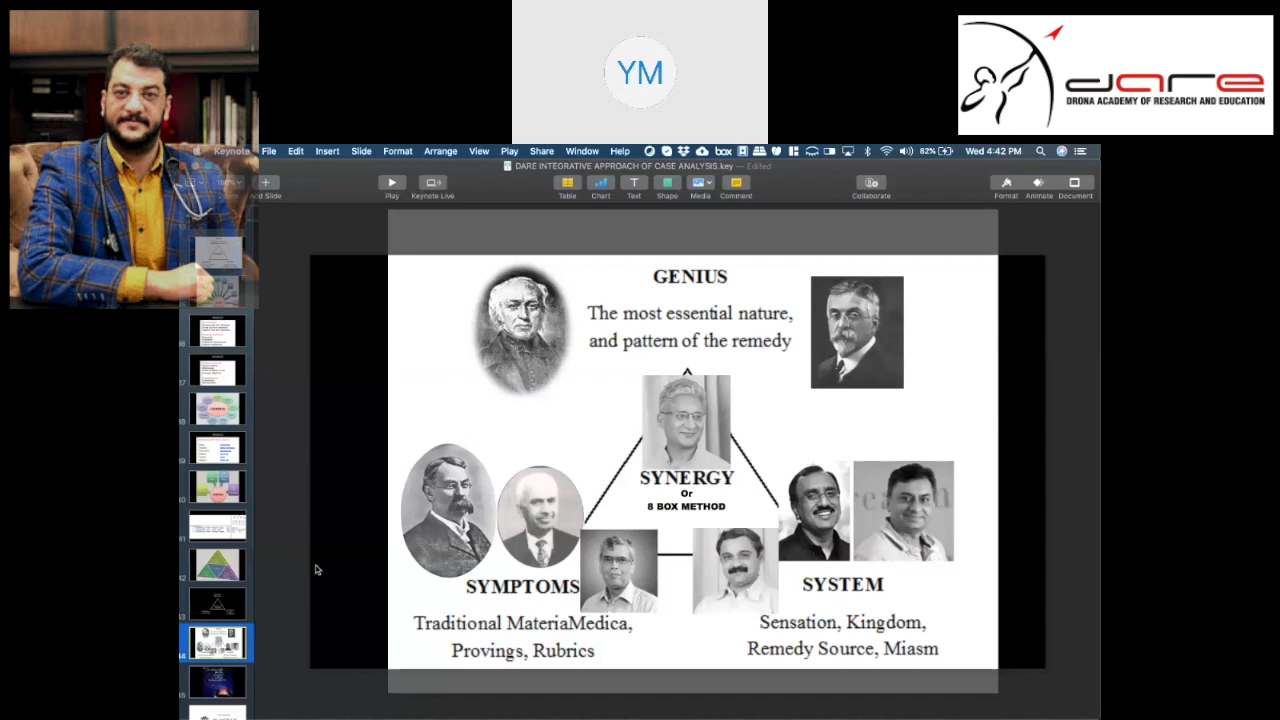 YM
dare
DRONA ACADEMY OF RESEARCH AND EDUCATION
Keynote File Edit Insert Slide Format Arrange View Play Share Window Help box 82% Wed 4:42 PM
DARE INTEGRATIVE APPROACH OF CASE ANALYSIS.key — Edited
Add Slide Play Keynote Live Table Chart Text Shape Media Comment Collaborate Format Animate Document
GENIUS
The most essential nature,
and pattern of the remedy
SYNERGY
Or
8 BOX METHOD
SYMPTOMS
Traditional MateriaMedica,
Provings, Rubrics
SYSTEM
Sensation, Kingdom,
Remedy Source, Miasm